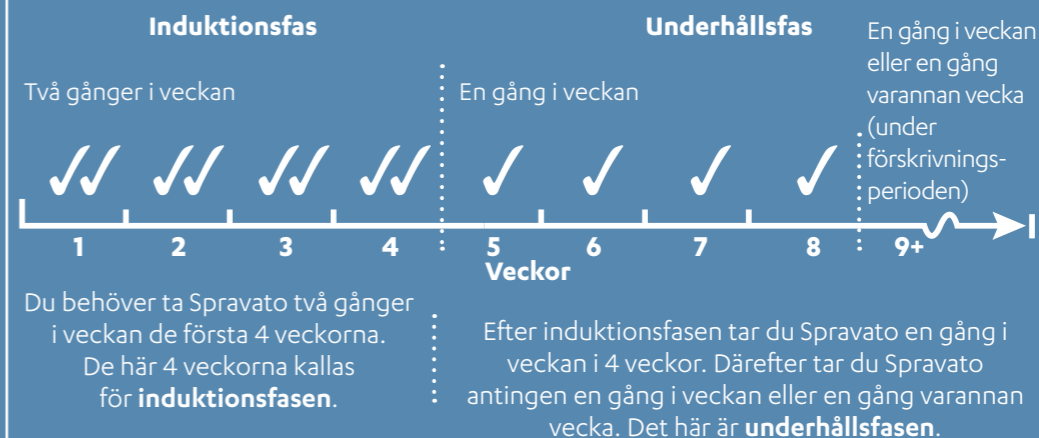 Induktionsfas
Underhållsfas
En gång i veckan
eller en gång
varannan vecka
(under
förskrivnings-
perioden)
Två gånger i veckan
En gång i veckan
1 2 3 4 5 6 7 8 9+
Veckor
Du behöver ta Spravato två gånger
i veckan de första 4 veckorna.
De här 4 veckorna kallas
för induktionsfasen.
Efter induktionsfasen tar du Spravato en gång i
veckan i 4 veckor. Därefter tar du Spravato
antingen en gång i veckan eller en gång varannan
vecka. Det här är underhållsfasen.